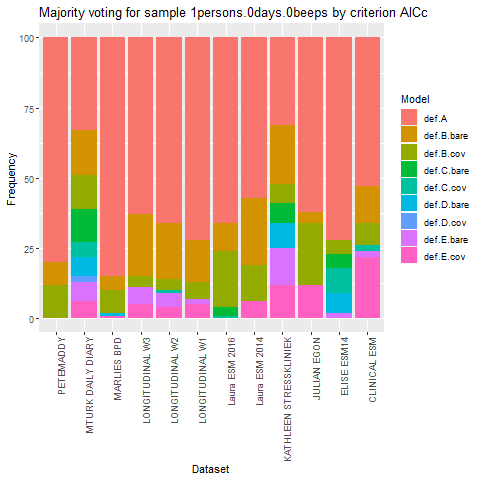 Majority voting for sample 1persons.0days.0beeps by criterion AICc
100
75
50
25
0
Frequency
PETEMADDY
MTURK DAILY DIARY
MARLIES BPD
LONGITUDINAL W3
LONGITUDINAL W2
LONGITUDINAL W1
Laura ESM 2016
Laura ESM 2014
KATHLEEN STRESSKLINIEK
JULIAN EGON
ELISE ESM14
CLINICAL ESM
Dataset
Model
def.A
def.B.bare
def.B.cov
def.C.bare
def.C.cov
def.D.bare
def.D.cov
def.E.bare
def.E.cov